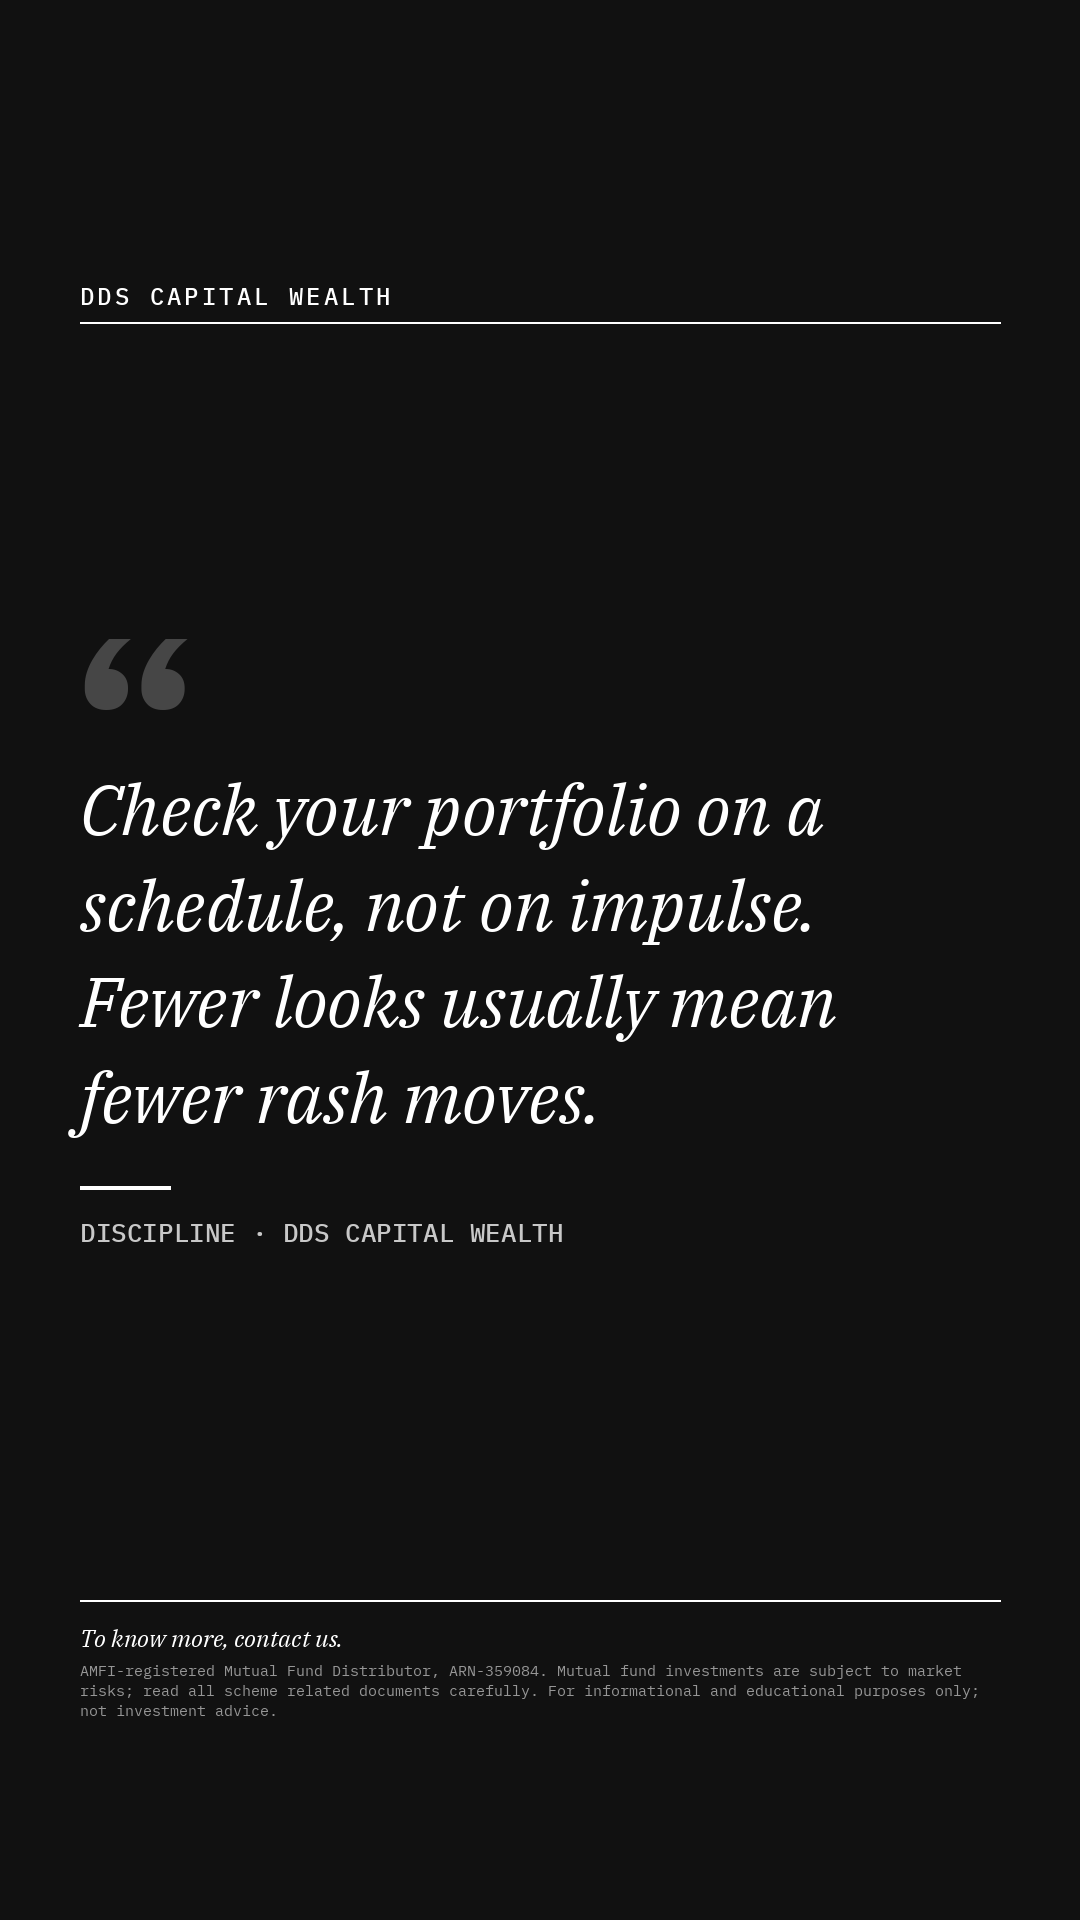 DDS CAPITAL WEALTH
“
Check your portfolio on a
schedule, not on impulse.
Fewer looks usually mean
fewer rash moves.
DISCIPLINE · DDS CAPITAL WEALTH
To know more, contact us.
AMFI-registered Mutual Fund Distributor, ARN-359084. Mutual fund investments are subject to market
risks; read all scheme related documents carefully. For informational and educational purposes only;
not investment advice.